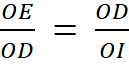 OE/OD = OD/OI